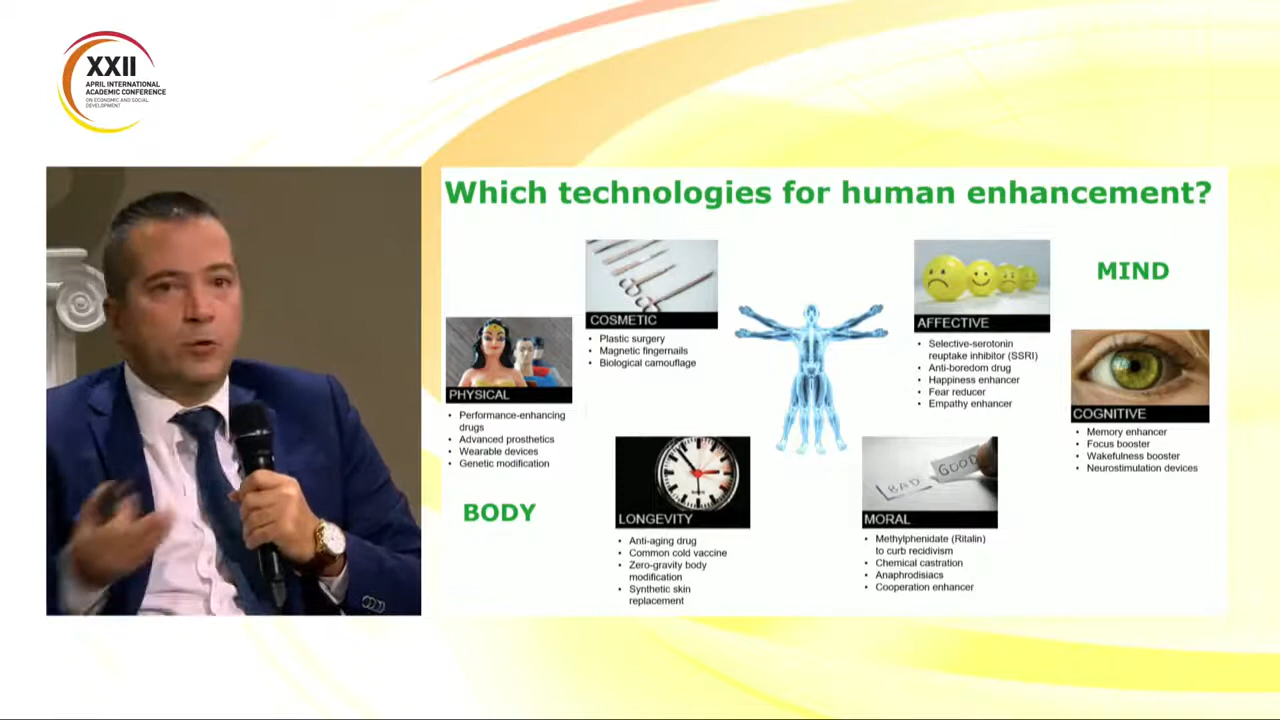 XXII
APRIL INTERNATIONAL
ACADEMIC CONFERENCE
ON ECONOMIC AND SOCIAL
DEVELOPMENT
Which technologies for human enhancement?
COSMETIC
• Plastic surgery
• Magnetic fingernails
• Biological camouflage
PHYSICAL
• Performance-enhancing
drugs
• Advanced prosthetics
• Wearable devices
• Genetic modification
BODY
LONGEVITY
• Anti-aging drug
• Common cold vaccine
• Zero-gravity body
modification
• Synthetic skin
replacement
AFFECTIVE
• Selective-serotonin
reuptake inhibitor (SSRI)
• Anti-boredom drug
• Happiness enhancer
• Fear reducer
• Empathy enhancer
MIND
COGNITIVE
• Memory enhancer
• Focus booster
• Wakefulness booster
• Neurostimulation devices
BAD
GOOD
MORAL
• Methylphenidate (Ritalin)
to curb recidivism
• Chemical castration
• Anaphrodisiacs
• Cooperation enhancer